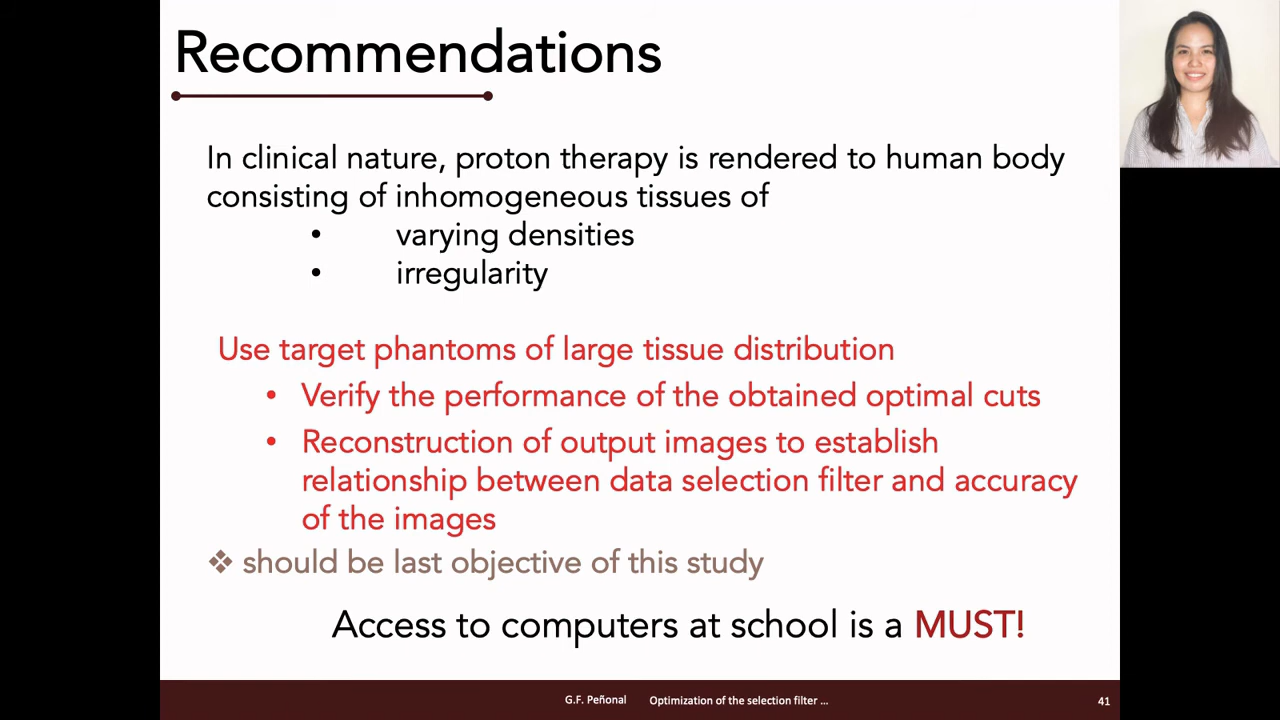 Recommendations
In clinical nature, proton therapy is rendered to human body
consisting of inhomogeneous tissues of
• varying densities
• irregularity
Use target phantoms of large tissue distribution
• Verify the performance of the obtained optimal cuts
• Reconstruction of output images to establish
relationship between data selection filter and accuracy
of the images
❖ should be last objective of this study
Access to computers at school is a MUST!
G.F. Peñonal Optimization of the selection filter ... 41